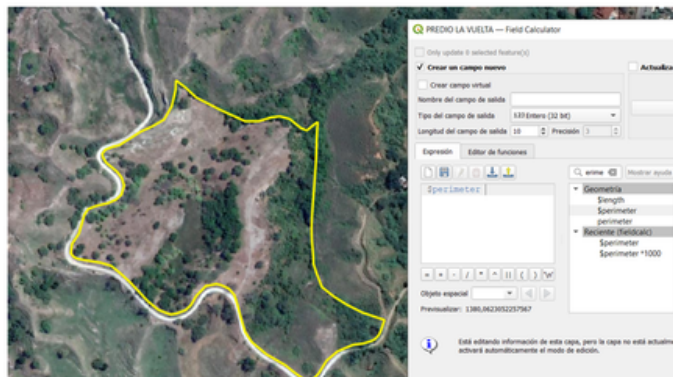 PREDIO LA VUELTA — Field Calculator
Only update 0 selected feature(s)
Crear un campo nuevo
Actualiza
Crear campo virtual
Nombre del campo de salida
Tipo del campo de salida 123 Entero (32 bit)
Longitud del campo de salida 10 Precisión 3
Expresión Editor de funciones
erime Mostrar ayuda
$perimeter
Geometría
$length
$perimeter
perimeter
Reciente (fieldcalc)
$perimeter
$perimeter *1000
= + - / * ^ || ( ) '\n'
Objeto espacial
Previsualizar: 1380,0623052257567
Está editando información de esta capa, pero la capa no está actualme
activará automáticamente el modo de edición.